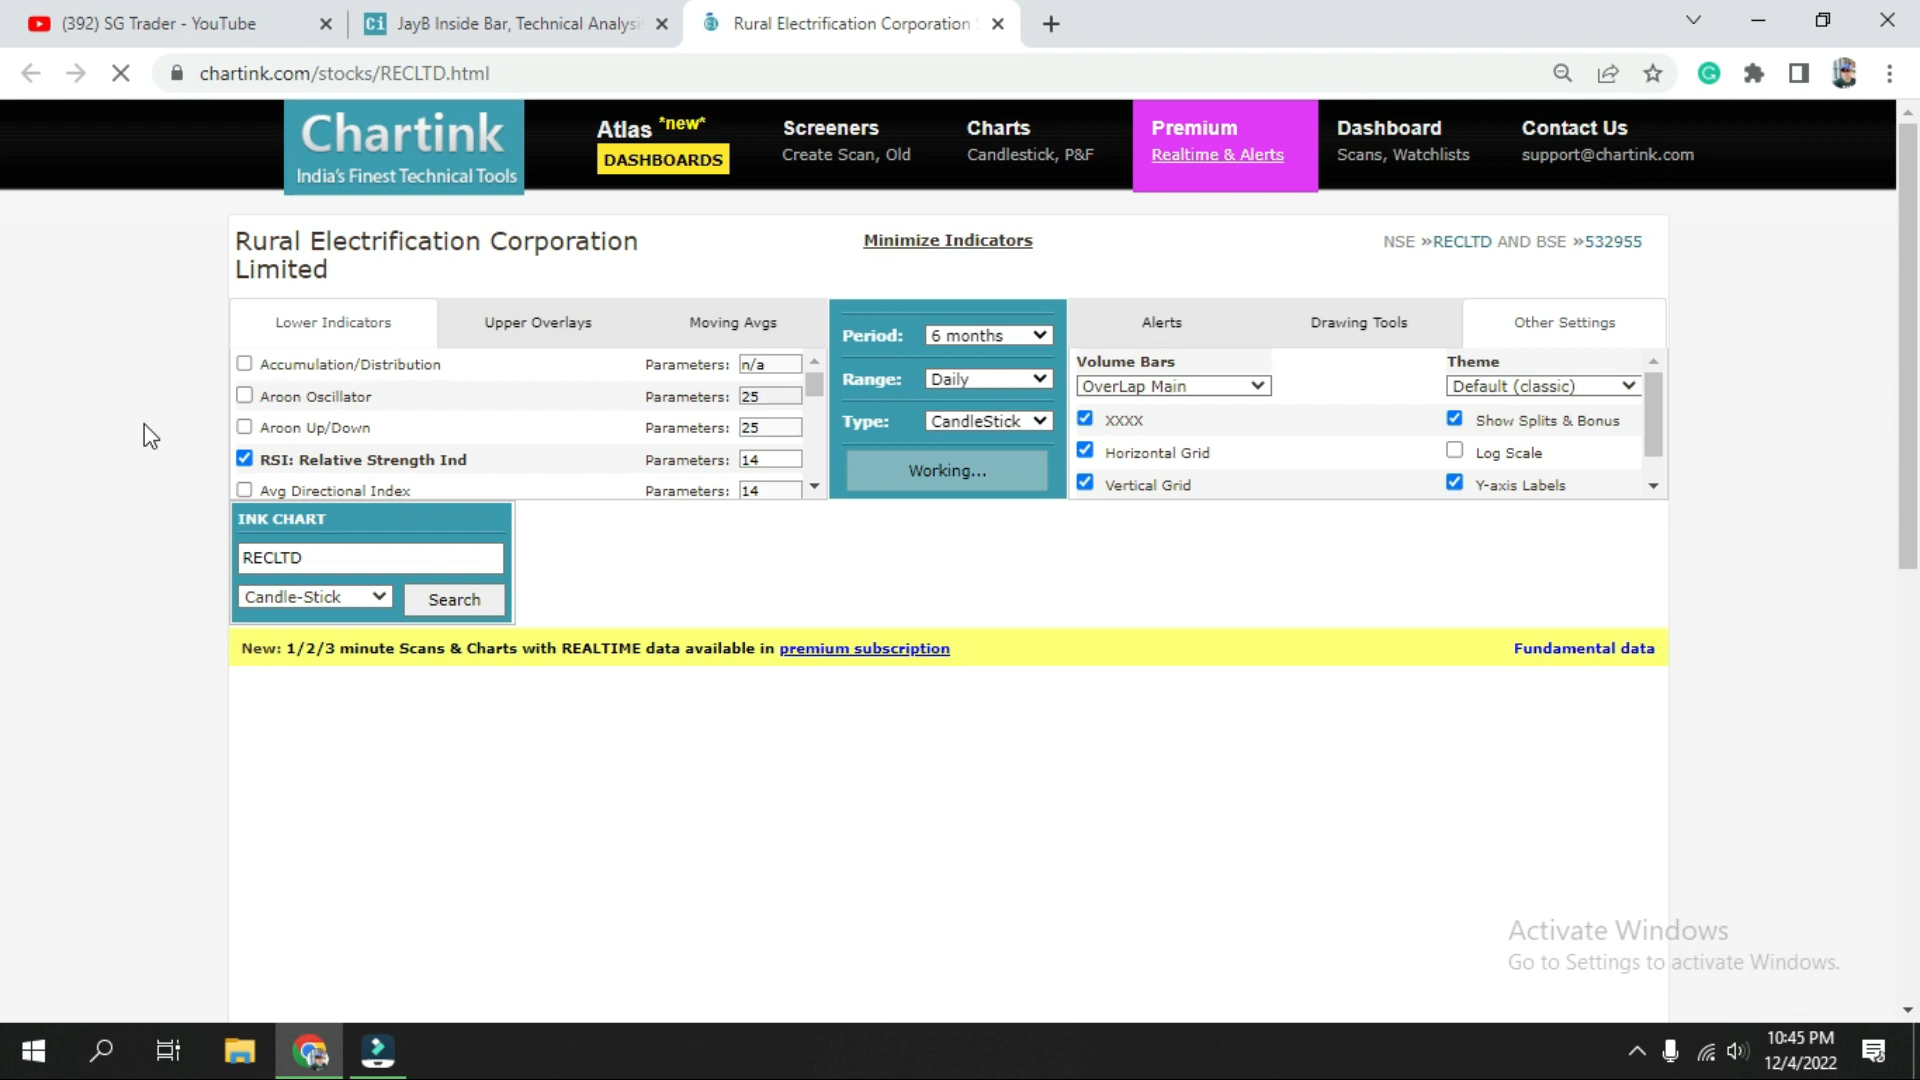 (392) SG Trader - YouTube
JayB Inside Bar, Technical Analysis
Rural Electrification Corporation
chartink.com/stocks/RECLTD.html
Chartink
India's Finest Technical Tools
Atlas *new*
DASHBOARDS
Screeners
Create Scan, Old
Charts
Candlestick, P&F
Premium
Realtime & Alerts
Dashboard
Scans, Watchlists
Contact Us
support@chartink.com
Rural Electrification Corporation
Limited
Minimize Indicators
NSE »RECLTD AND BSE »532955
Lower Indicators
Upper Overlays
Moving Avgs
Accumulation/Distribution Parameters: n/a
Aroon Oscillator Parameters: 25
Aroon Up/Down Parameters: 25
RSI: Relative Strength Ind Parameters: 14
Avg Directional Index Parameters: 14
Period: 6 months
Range: Daily
Type: CandleStick
Working...
Alerts
Drawing Tools
Other Settings
Volume Bars
OverLap Main
XXXX
Horizontal Grid
Vertical Grid
Theme
Default (classic)
Show Splits & Bonus
Log Scale
Y-axis Labels
INK CHART
RECLTD
Candle-Stick
Search
New: 1/2/3 minute Scans & Charts with REALTIME data available in premium subscription
Fundamental data
Activate Windows
Go to Settings to activate Windows.
10:45 PM
12/4/2022